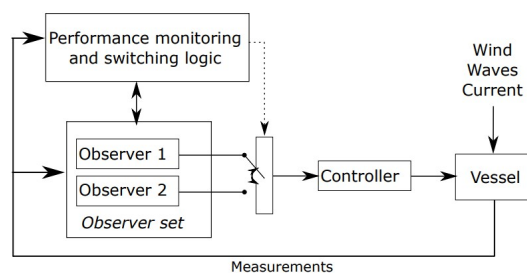 Performance monitoring
and switching logic
Wind
Waves
Current
Observer 1
Observer 2
Observer set
Controller
Vessel
Measurements